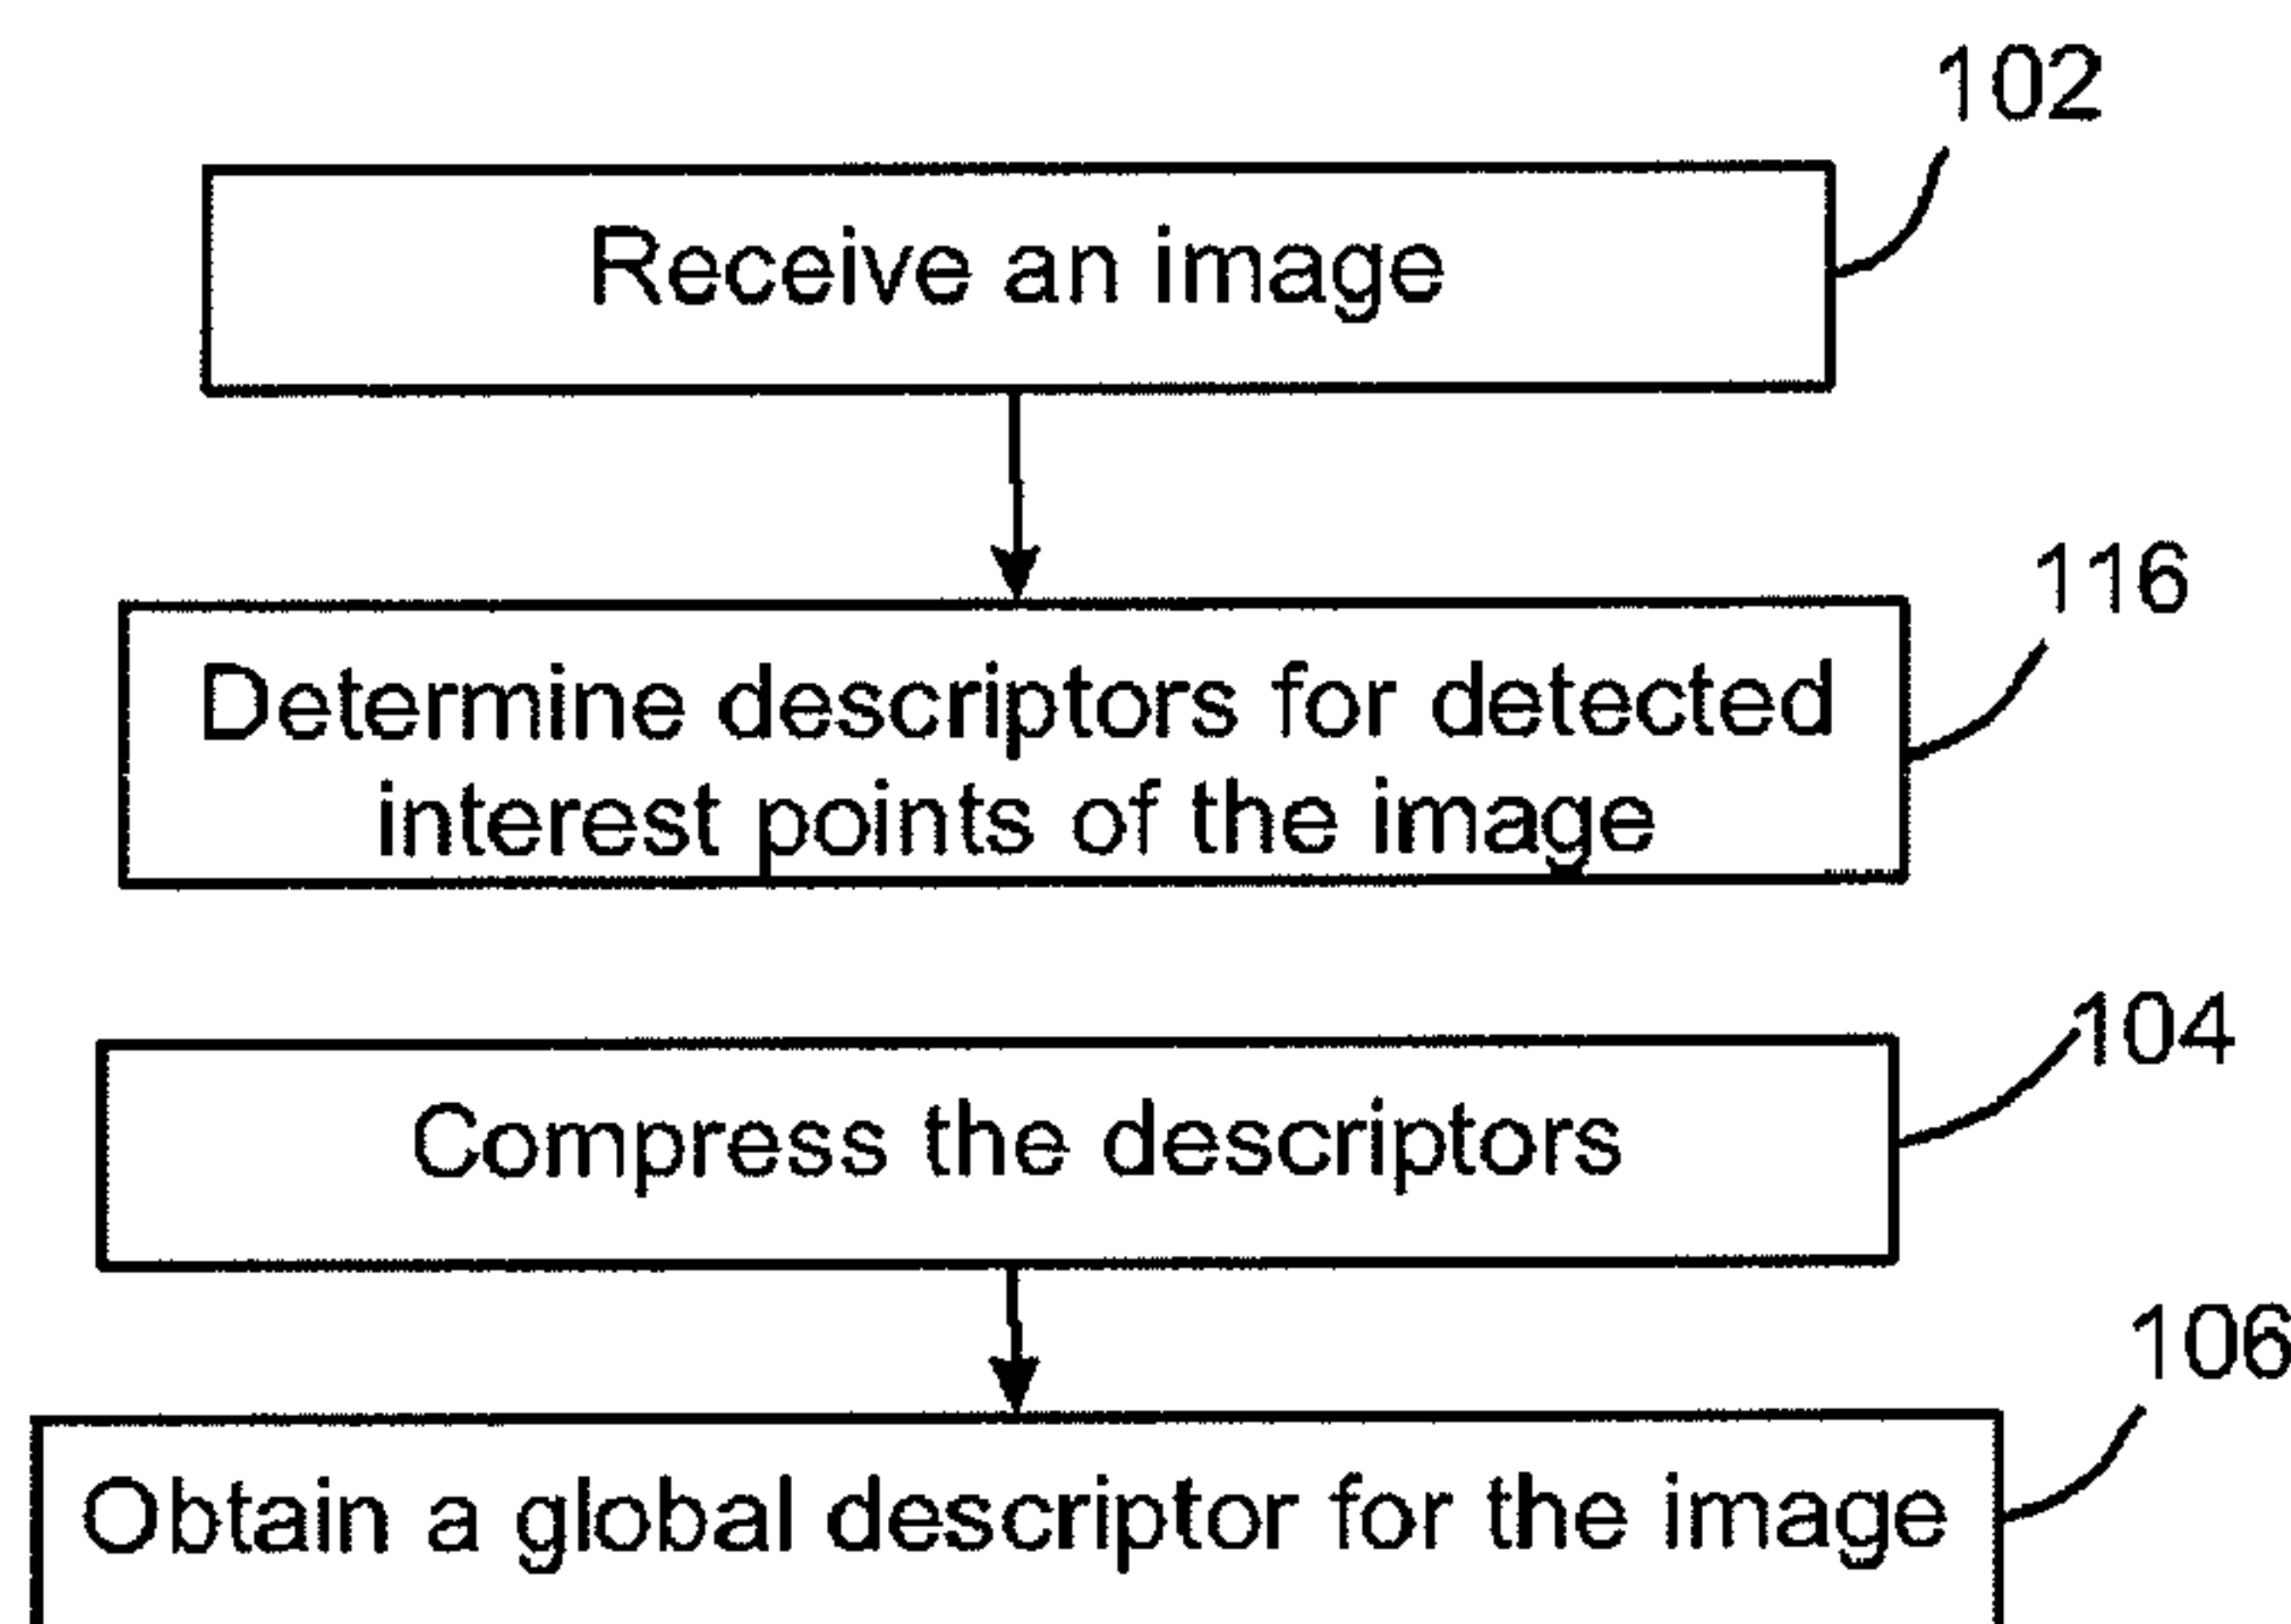 102
Receive an image
116
Determine descriptors for detected
interest points of the image
104
Compress the descriptors
106
Obtain a global descriptor for the image